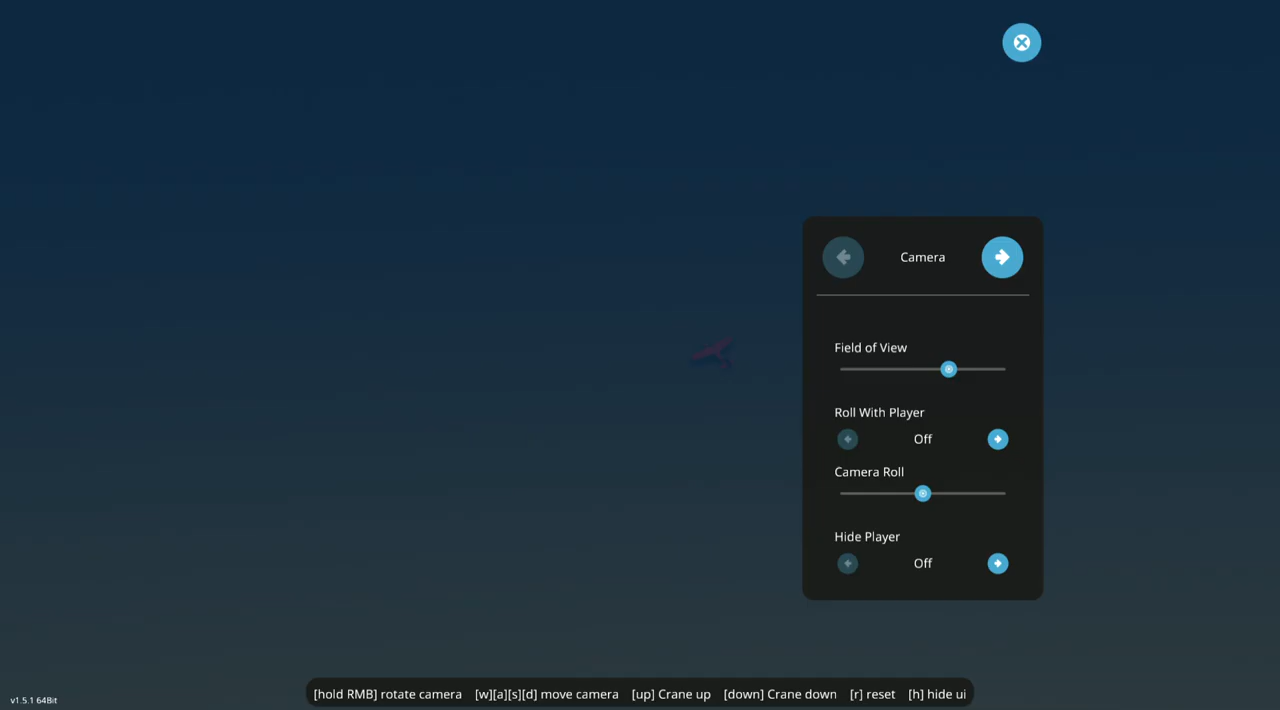 Camera
Field of View
Roll With Player
Off
Camera Roll
Hide Player
Off
[hold RMB] rotate camera [w][a][s][d] move camera [up] Crane up [down] Crane down [r] reset [h] hide ui
v1.5.1 64Bit